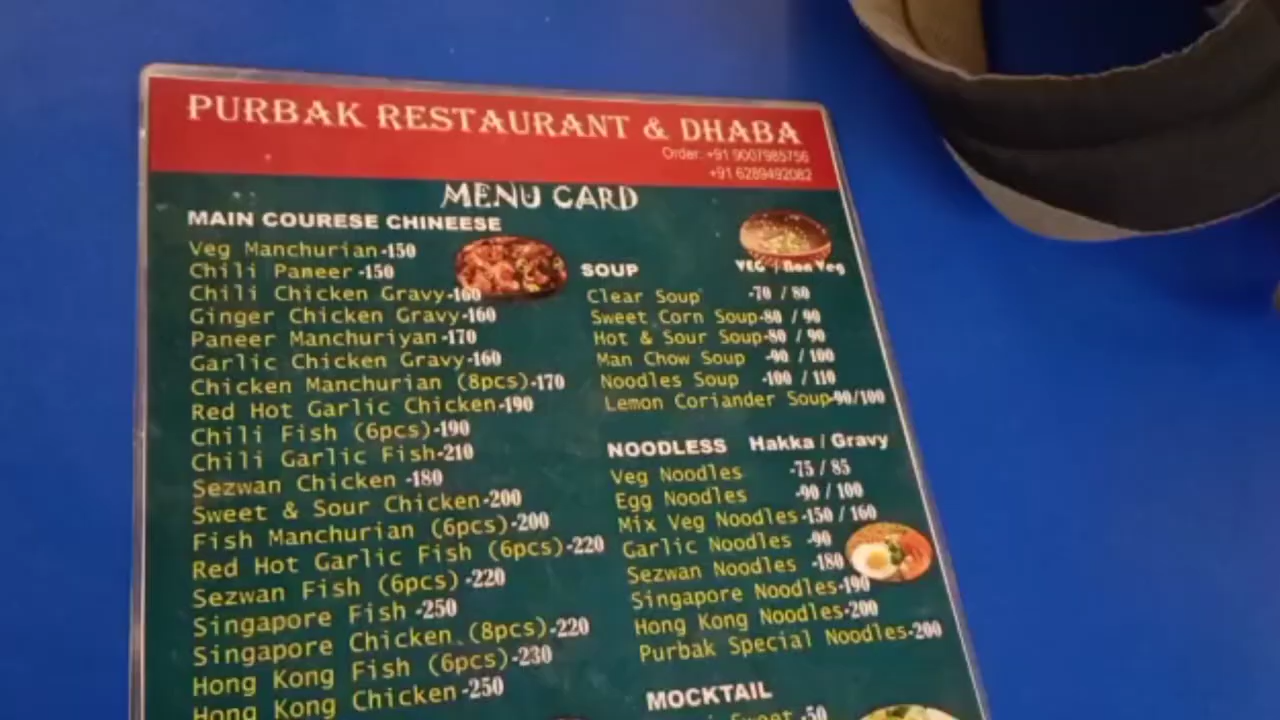 PURBAK RESTAURANT & DHABA
Order: +91 9007985756
+91 6289492082
MENU CARD
MAIN COURESE CHINEESE
Veg Manchurian-150
Chili Paneer-150
Chili Chicken Gravy-160
Ginger Chicken Gravy-160
Paneer Manchuriyan-170
Garlic Chicken Gravy-160
Chicken Manchurian (8pcs)-170
Red Hot Garlic Chicken-190
Chili Fish (6pcs)-190
Chili Garlic Fish-210
Sezwan Chicken -180
Sweet & Sour Chicken-200
Fish Manchurian (6pcs)-200
Red Hot Garlic Fish (6pcs)-220
Sezwan Fish (6pcs)-220
Singapore Fish-250
Singapore Chicken (8pcs)-220
Hong Kong Fish (6pcs)-230
Hong Kong Chicken-250
SOUP VEG / Non Veg
Clear Soup -70 / 80
Sweet Corn Soup-80 / 90
Hot & Sour Soup-80 / 90
Man Chow Soup -90 / 100
Noodles Soup -100 / 110
Lemon Coriander Soup-90/100
NOODLESS Hakka / Gravy
Veg Noodles -75 / 85
Egg Noodles -90 / 100
Mix Veg Noodles-150 / 160
Garlic Noodles -90
Sezwan Noodles -180
Singapore Noodles-190
Hong Kong Noodles-200
Purbak Special Noodles-200
MOCKTAIL
Sweet -50